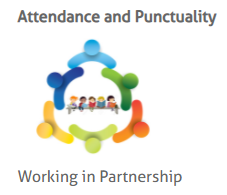 Attendance and Punctuality
Working in Partnership